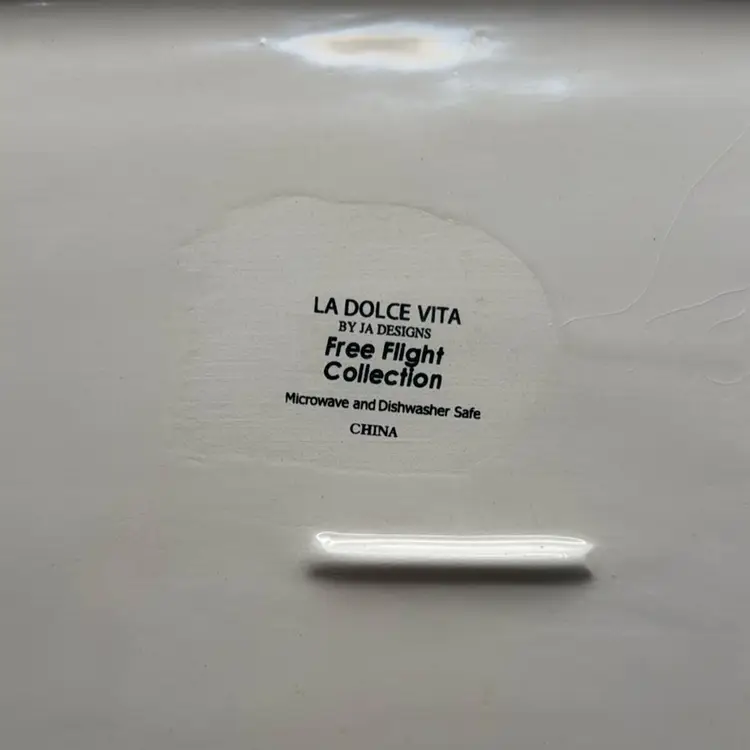 LA DOLCE VITA
BY JA DESIGNS
Free Flight
Collection
Microwave and Dishwasher Safe
CHINA